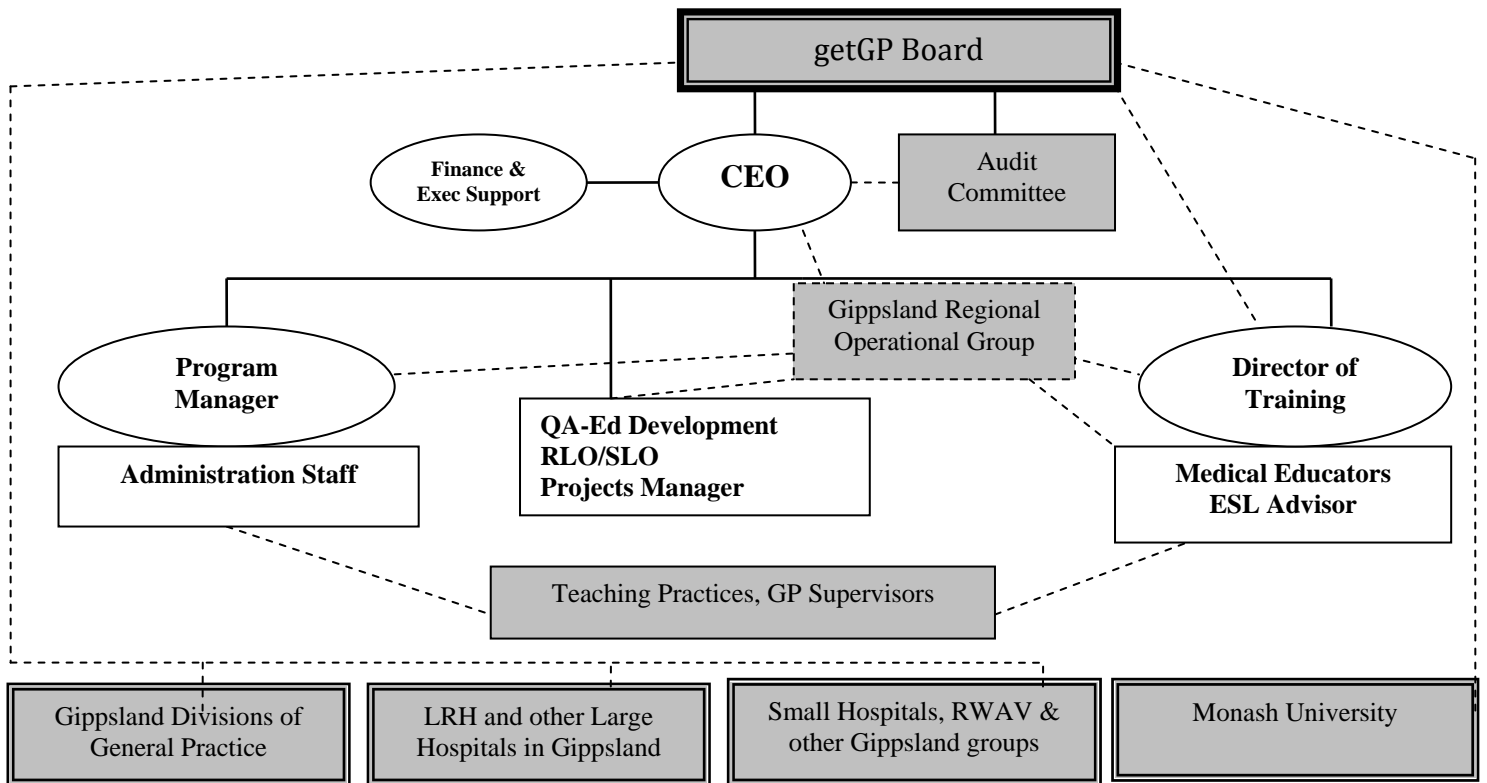 getGP Board
Finance &
Exec Support
CEO
Audit
Committee
Gippsland Regional
Operational Group
Program
Manager
Director of
Training
QA-Ed Development
RLO/SLO
Projects Manager
Administration Staff
Medical Educators
ESL Advisor
Teaching Practices, GP Supervisors
Gippsland Divisions of
General Practice
LRH and other Large
Hospitals in Gippsland
Small Hospitals, RWAV &
other Gippsland groups
Monash University